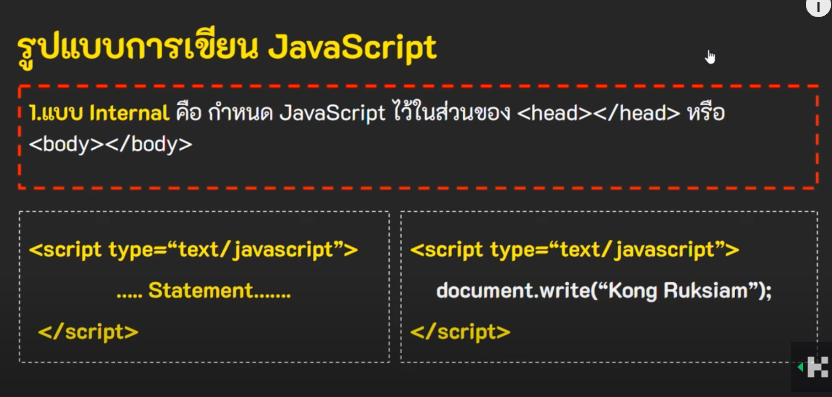 รูปแบบการเขียน JavaScript
1.แบบ Internal คือ กำหนด JavaScript ไว้ในส่วนของ <head></head> หรือ
<body></body>
<script type=“text/javascript”>
..... Statement.......
</script>
<script type=“text/javascript”>
document.write(“Kong Ruksiam”);
</script>